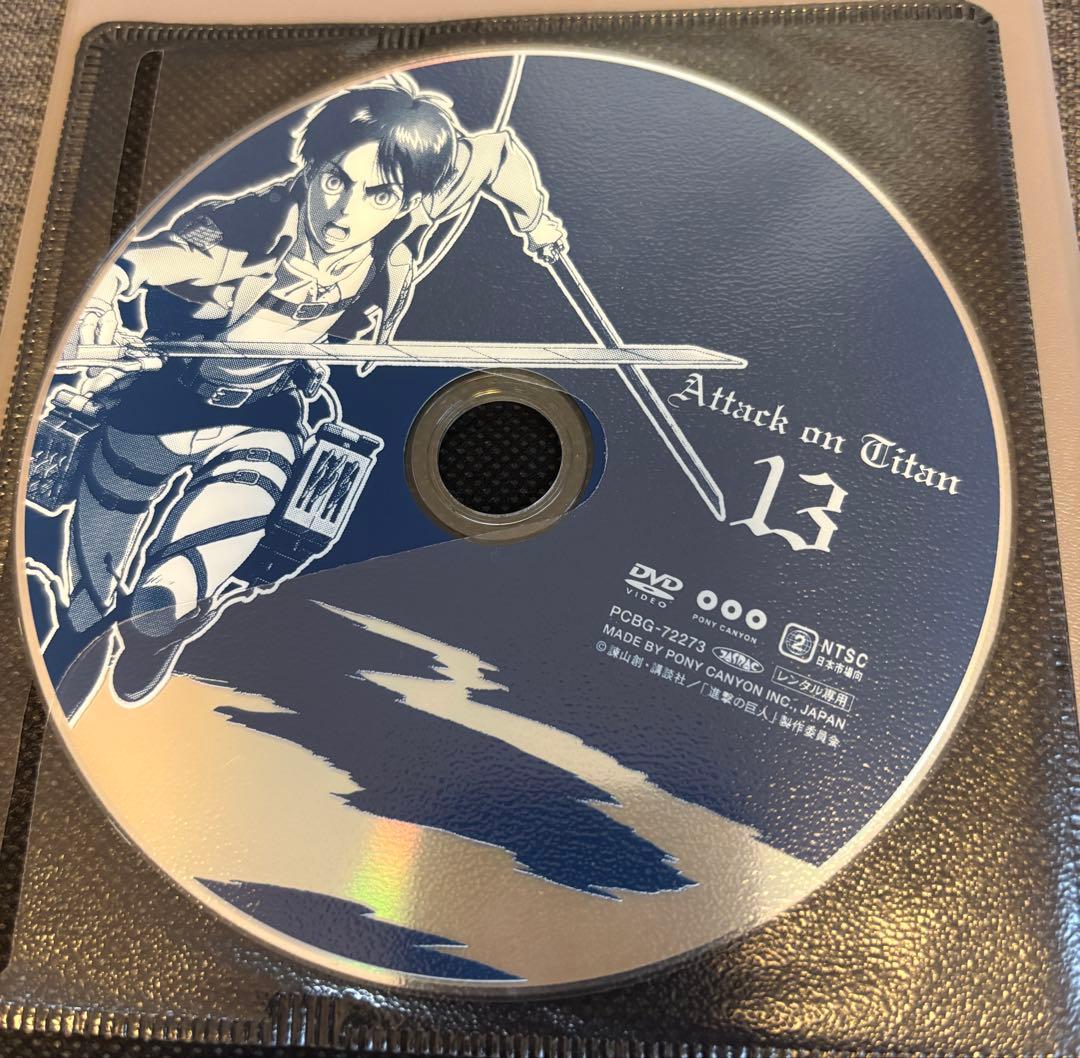 Attack on Titan
13
DVD
VIDEO
PONY CANYON
2
NTSC
日本市場向
PCBG-72273
JASRAC
レンタル専用
MADE BY PONY CANYON INC., JAPAN
©諫山創・講談社／「進撃の巨人」製作委員会